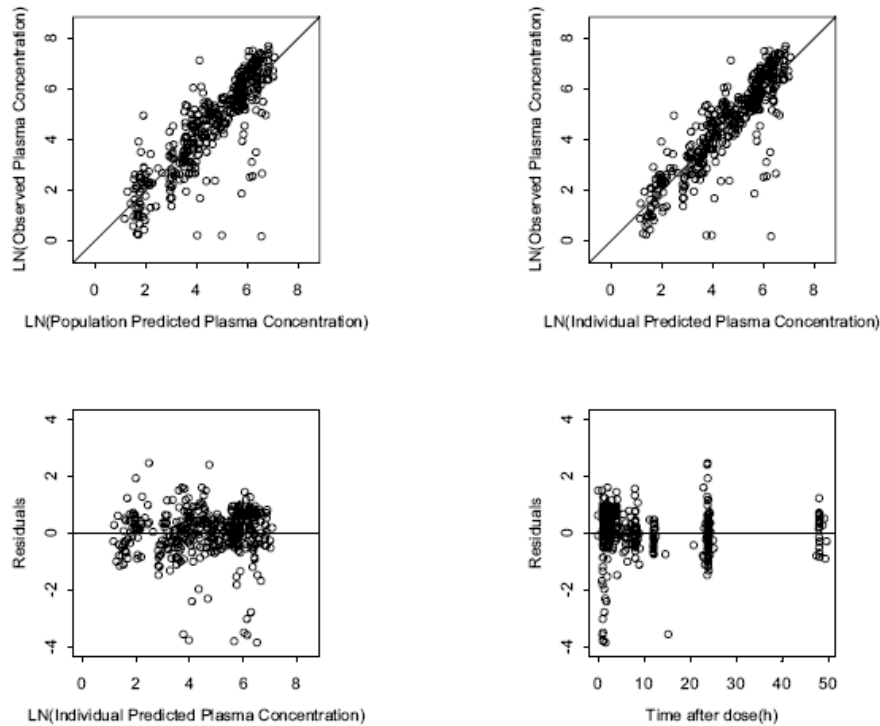 8
6
4
2
0
LN(Observed Plasma Concentration)
0 2 4 6 8
LN(Population Predicted Plasma Concentration)
8
6
4
2
0
LN(Observed Plasma Concentration)
0 2 4 6 8
LN(Individual Predicted Plasma Concentration)
4
2
0
-2
-4
Residuals
0 2 4 6 8
LN(Individual Predicted Plasma Concentration)
4
2
0
-2
-4
Residuals
0 10 20 30 40 50
Time after dose(h)